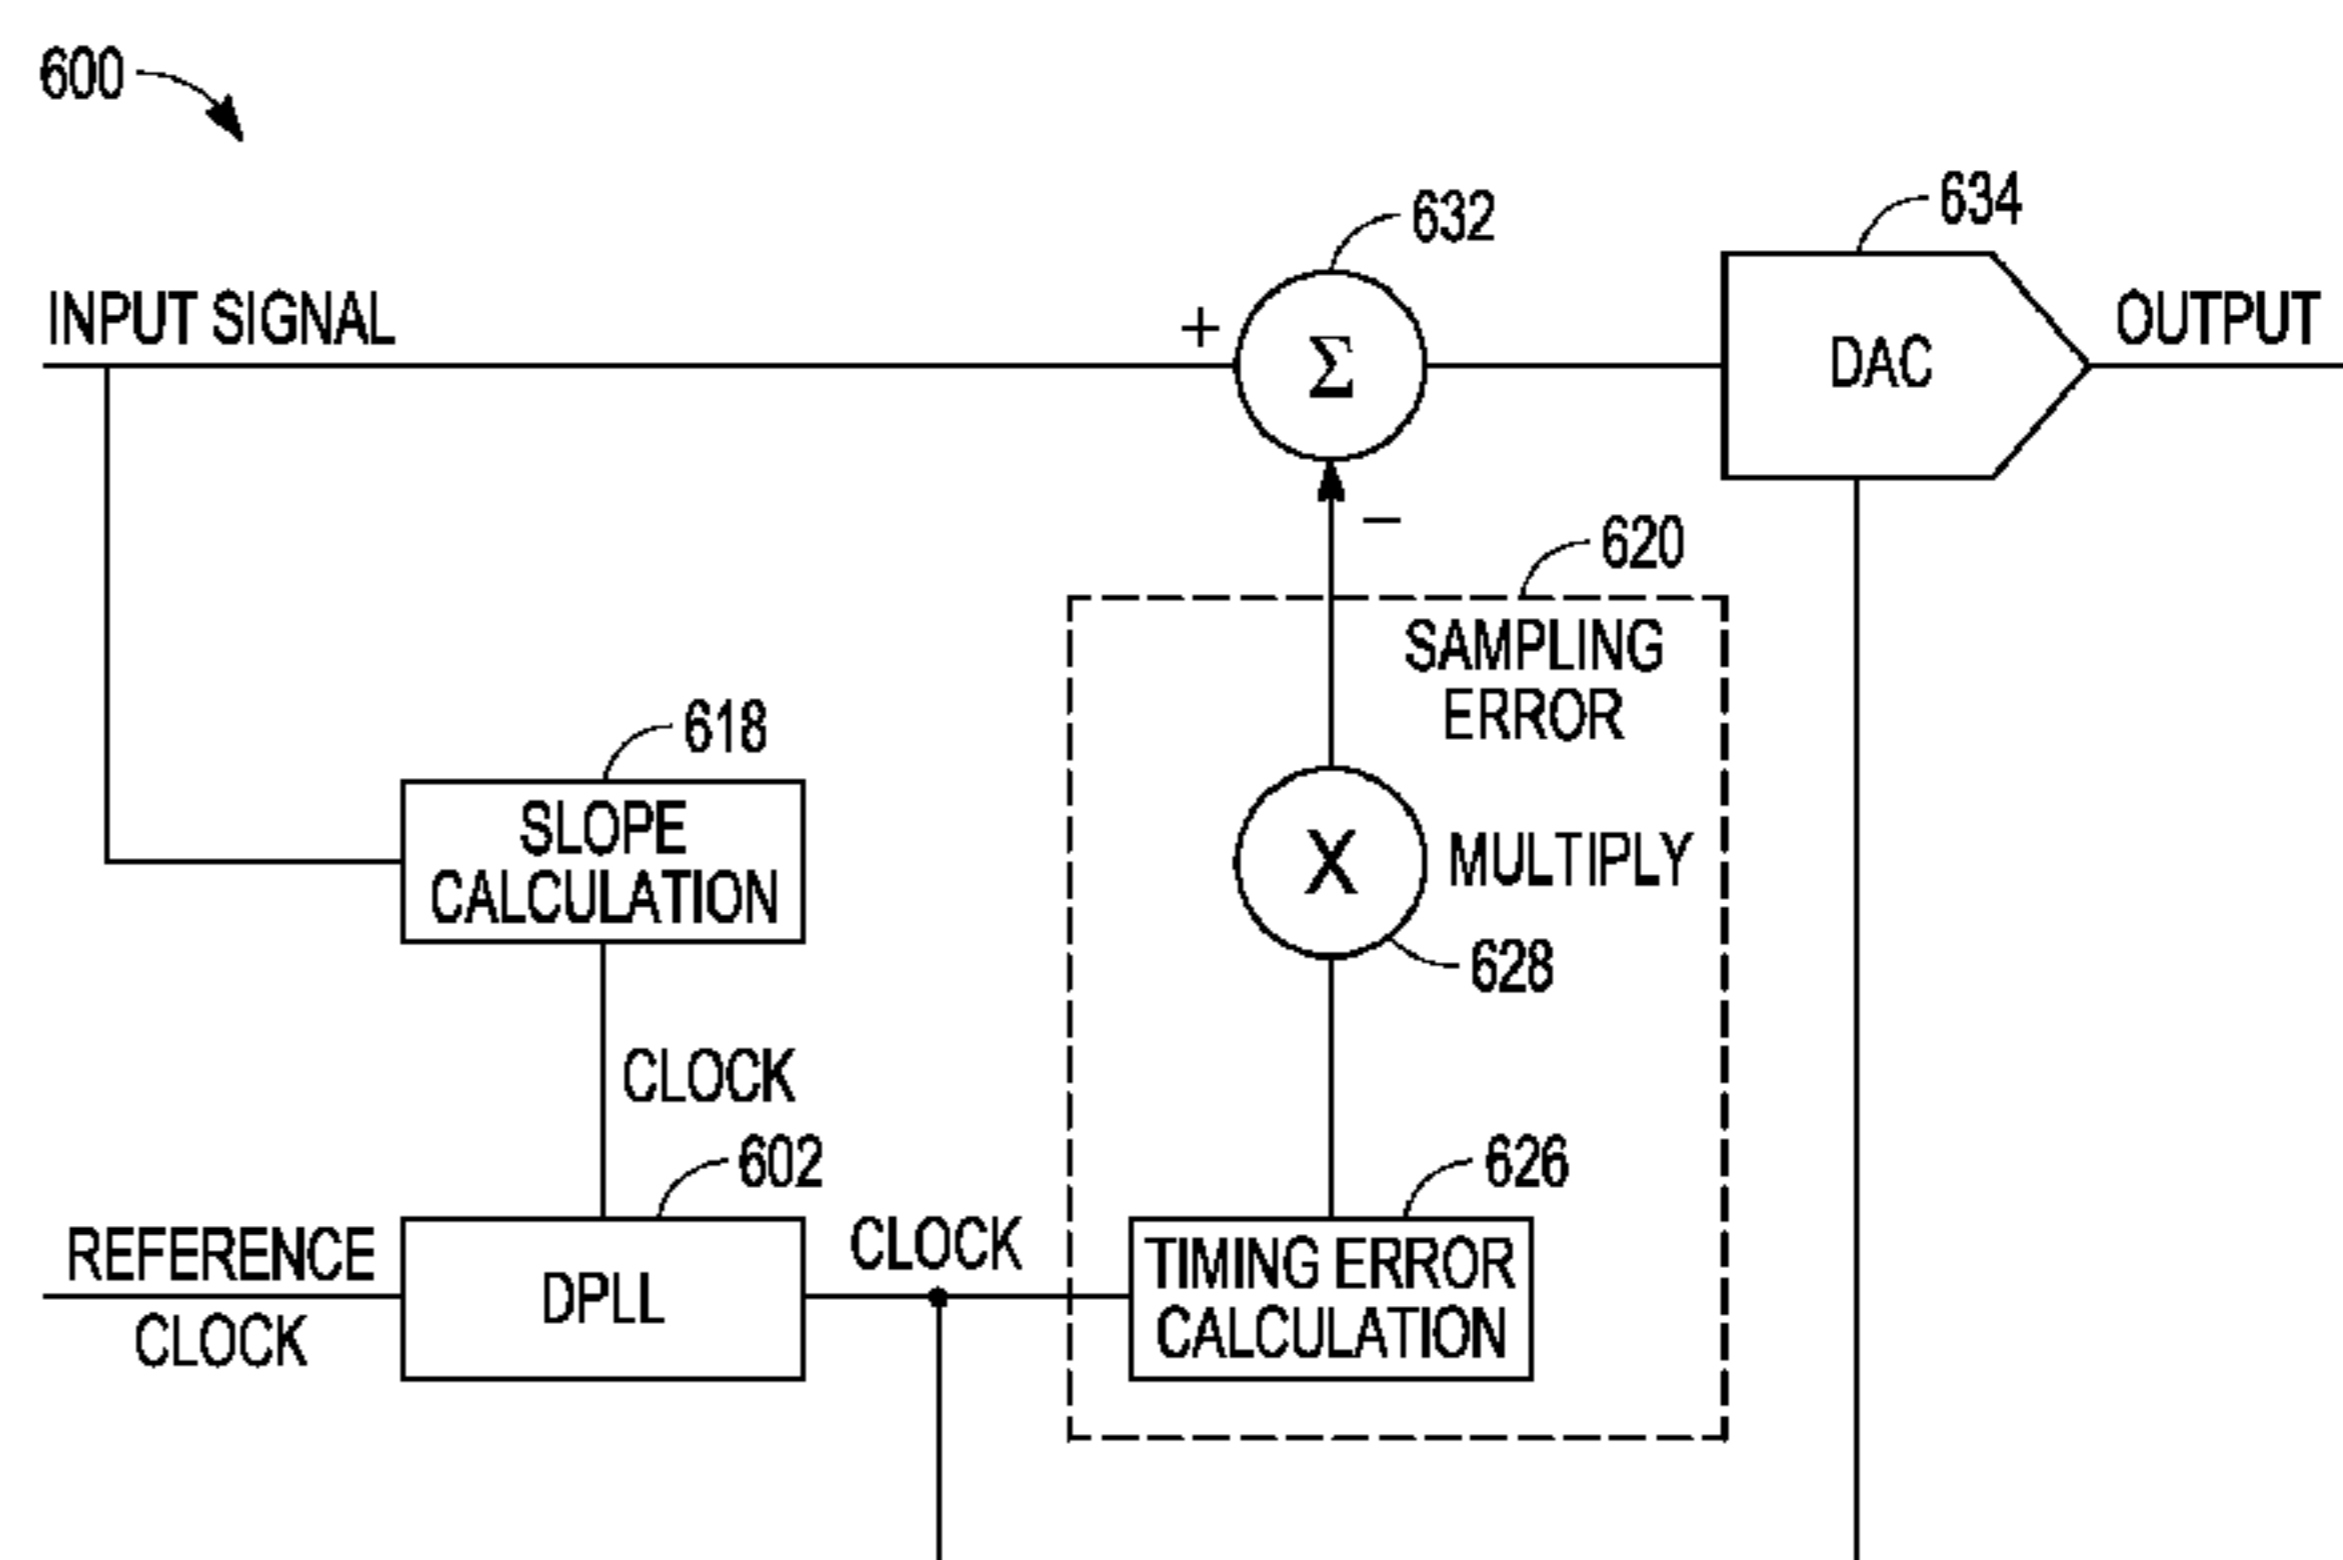 600
632
634
INPUT SIGNAL
+
Σ
DAC
OUTPUT
−
620
SAMPLING
ERROR
618
SLOPE
CALCULATION
X
MULTIPLY
628
CLOCK
602
626
REFERENCE
CLOCK
DPLL
CLOCK
TIMING ERROR
CALCULATION